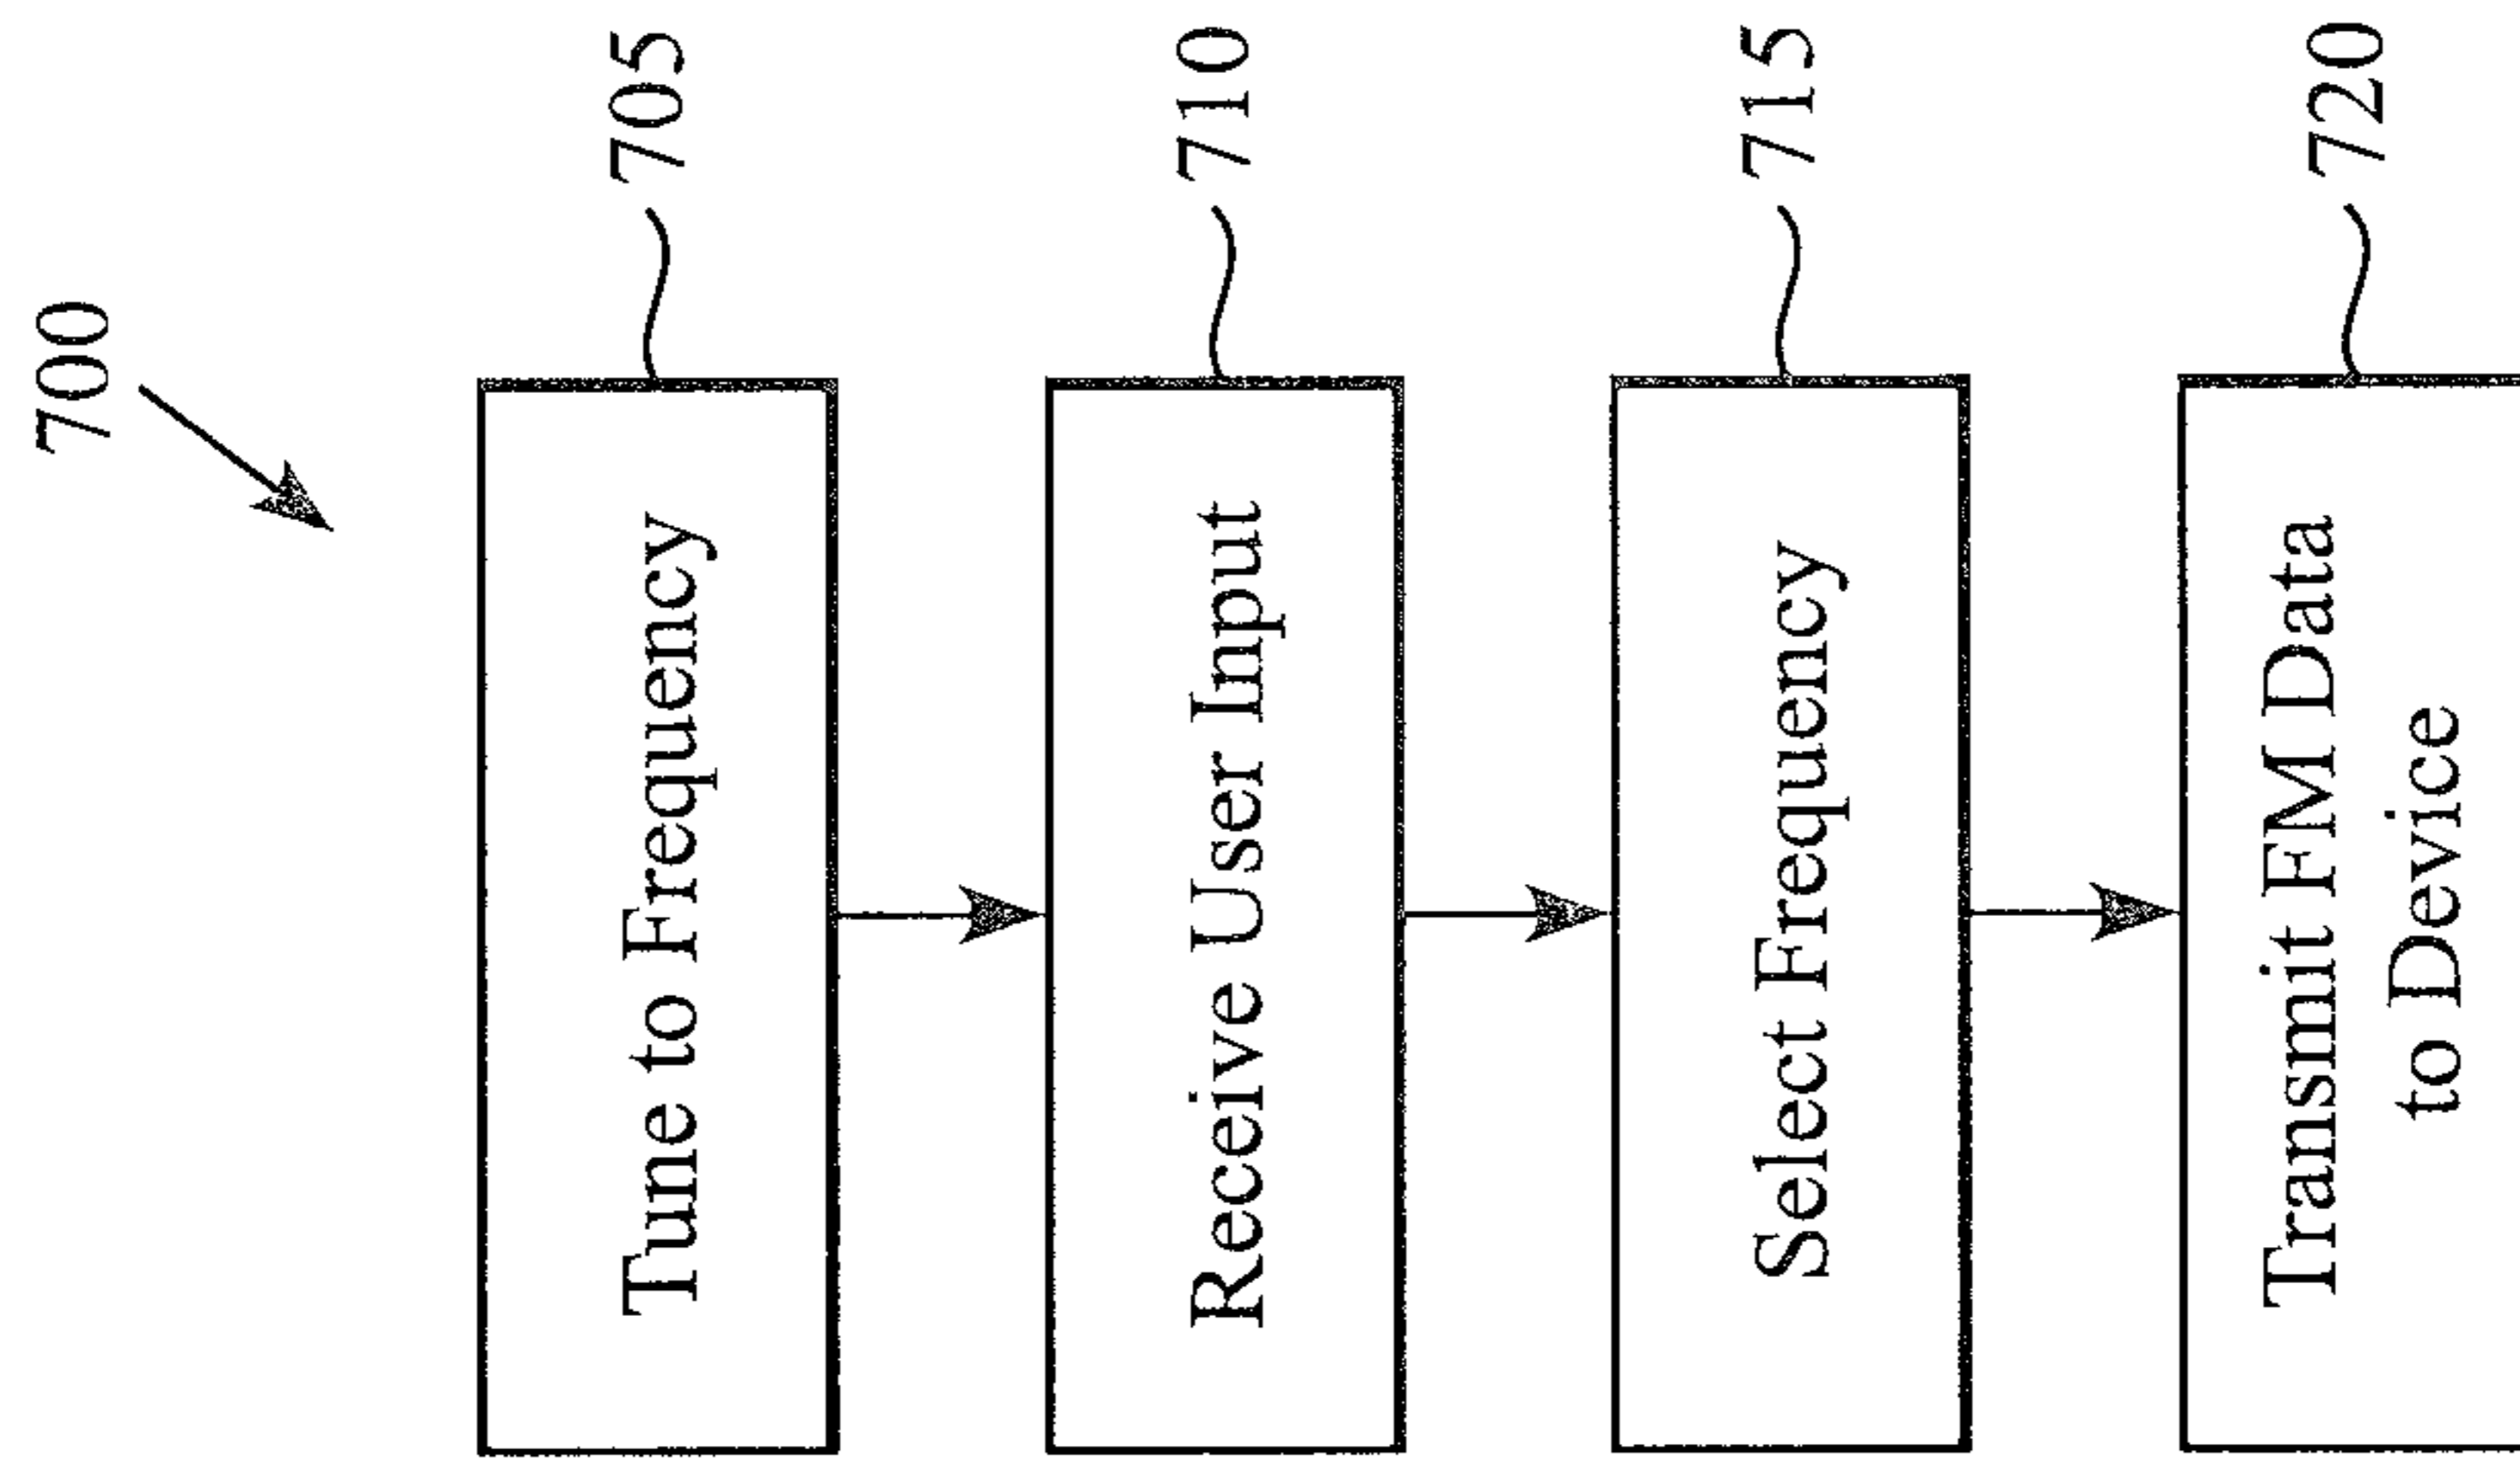 700
Tune to Frequency
705
Receive User Input
710
Select Frequency
715
Transmit FM Data
to Device
720